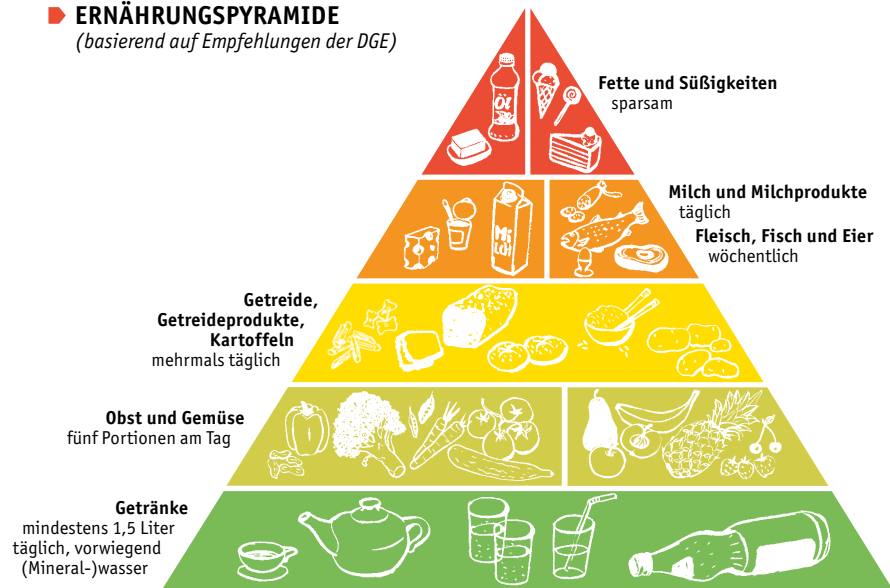 ERNÄHRUNGSPYRAMIDE
(basierend auf Empfehlungen der DGE)
Öl
Fette und Süßigkeiten
sparsam
Milch
Milch und Milchprodukte
täglich
Fleisch, Fisch und Eier
wöchentlich
Getreide,
Getreideprodukte,
Kartoffeln
mehrmals täglich
Obst und Gemüse
fünf Portionen am Tag
Getränke
mindestens 1,5 Liter
täglich, vorwiegend
(Mineral-)wasser